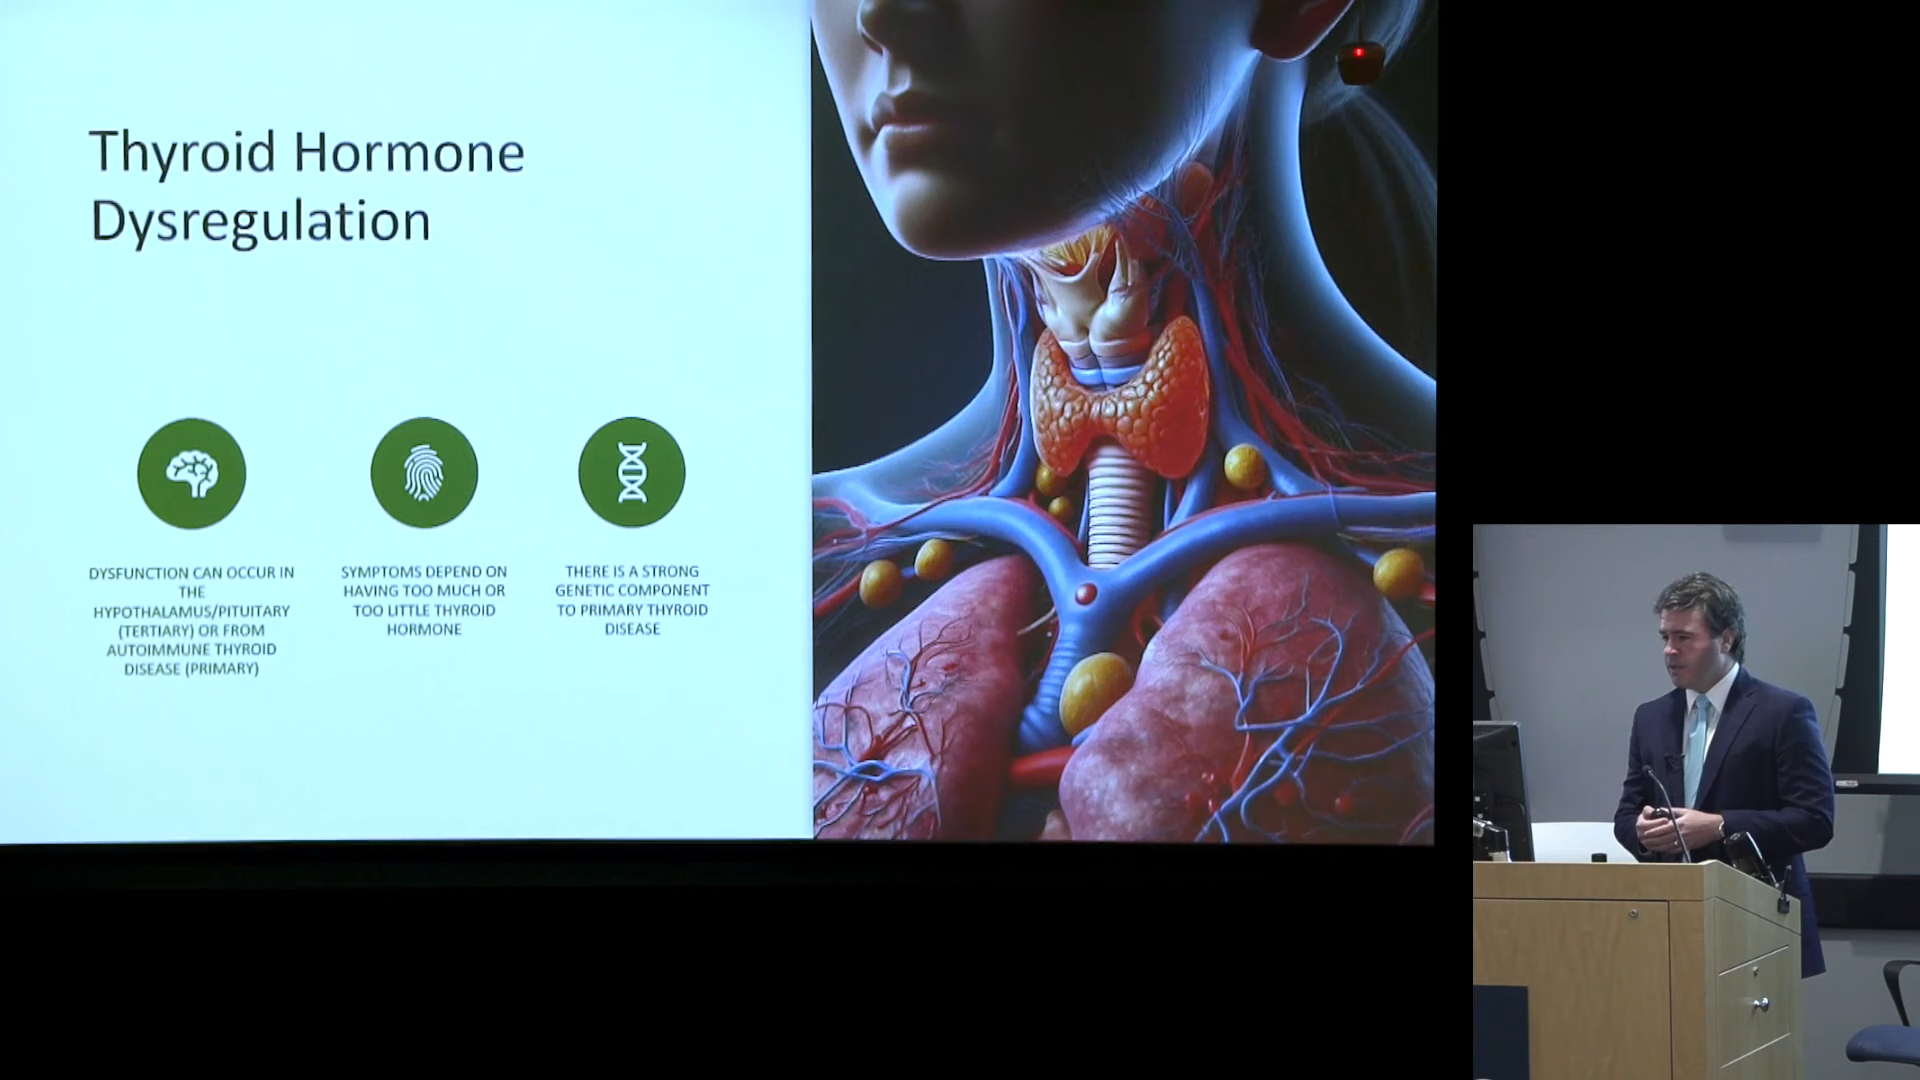 Thyroid Hormone
Dysregulation
DYSFUNCTION CAN OCCUR IN
THE
HYPOTHALAMUS/PITUITARY
(TERTIARY) OR FROM
AUTOIMMUNE THYROID
DISEASE (PRIMARY)
SYMPTOMS DEPEND ON
HAVING TOO MUCH OR
TOO LITTLE THYROID
HORMONE
THERE IS A STRONG
GENETIC COMPONENT
TO PRIMARY THYROID
DISEASE